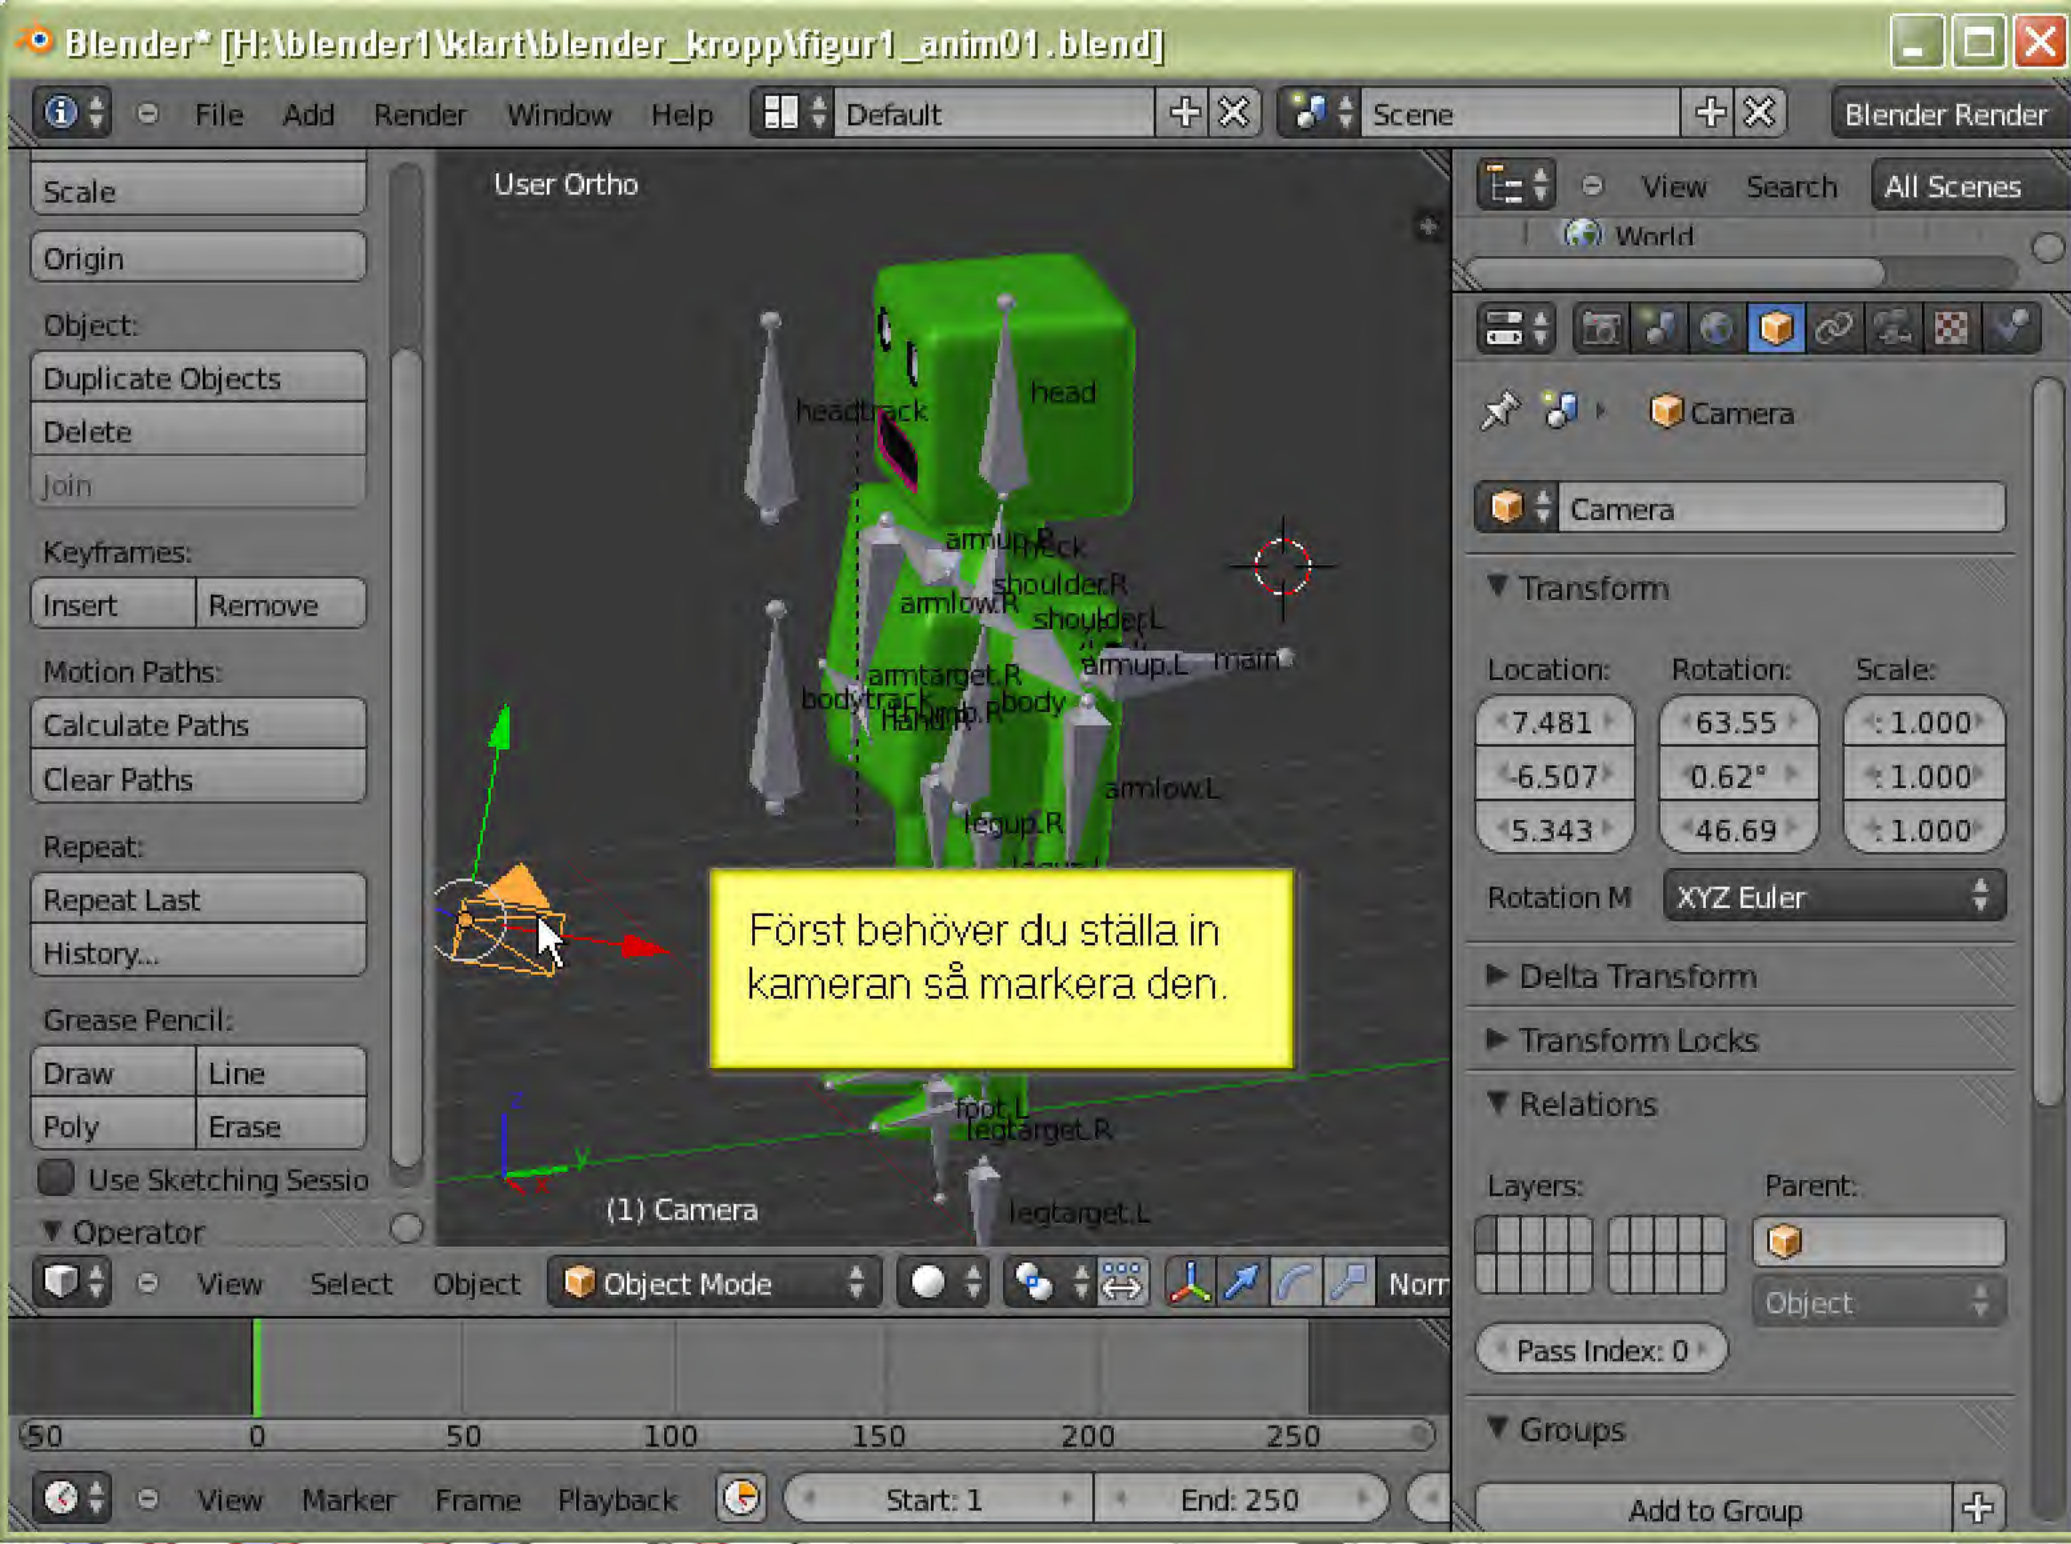 Blender* [H:\blender1\klart\blender_kropp\figur1_anim01.blend]
File Add Render Window Help Default Scene Blender Render
Scale
Origin
Object:
Duplicate Objects
Delete
Join
Keyframes:
Insert Remove
Motion Paths:
Calculate Paths
Clear Paths
Repeat:
Repeat Last
History...
Grease Pencil:
Draw Line
Poly Erase
Use Sketching Sessio
Operator
User Ortho
headtrack
head
armup.R
neck
shoulder.R
armlow.R
shoulder.L
armup.L
main
armtarget.R
bodytrack
body
hand.R
thumb.R
armlow.L
legup.R
Först behöver du ställa in
kameran så markera den.
foot.L
legtarget.R
legtarget.L
z
y
x
(1) Camera
View Select Object Object Mode Norr
-50 0 50 100 150 200 250
View Marker Frame Playback Start: 1 End: 250
View Search All Scenes
World
Camera
Camera
Transform
Location: Rotation: Scale:
7.481 63.55 : 1.000
-6.507 0.62° : 1.000
5.343 46.69 : 1.000
Rotation M XYZ Euler
Delta Transform
Transform Locks
Relations
Layers: Parent:
Object
Pass Index: 0
Groups
Add to Group